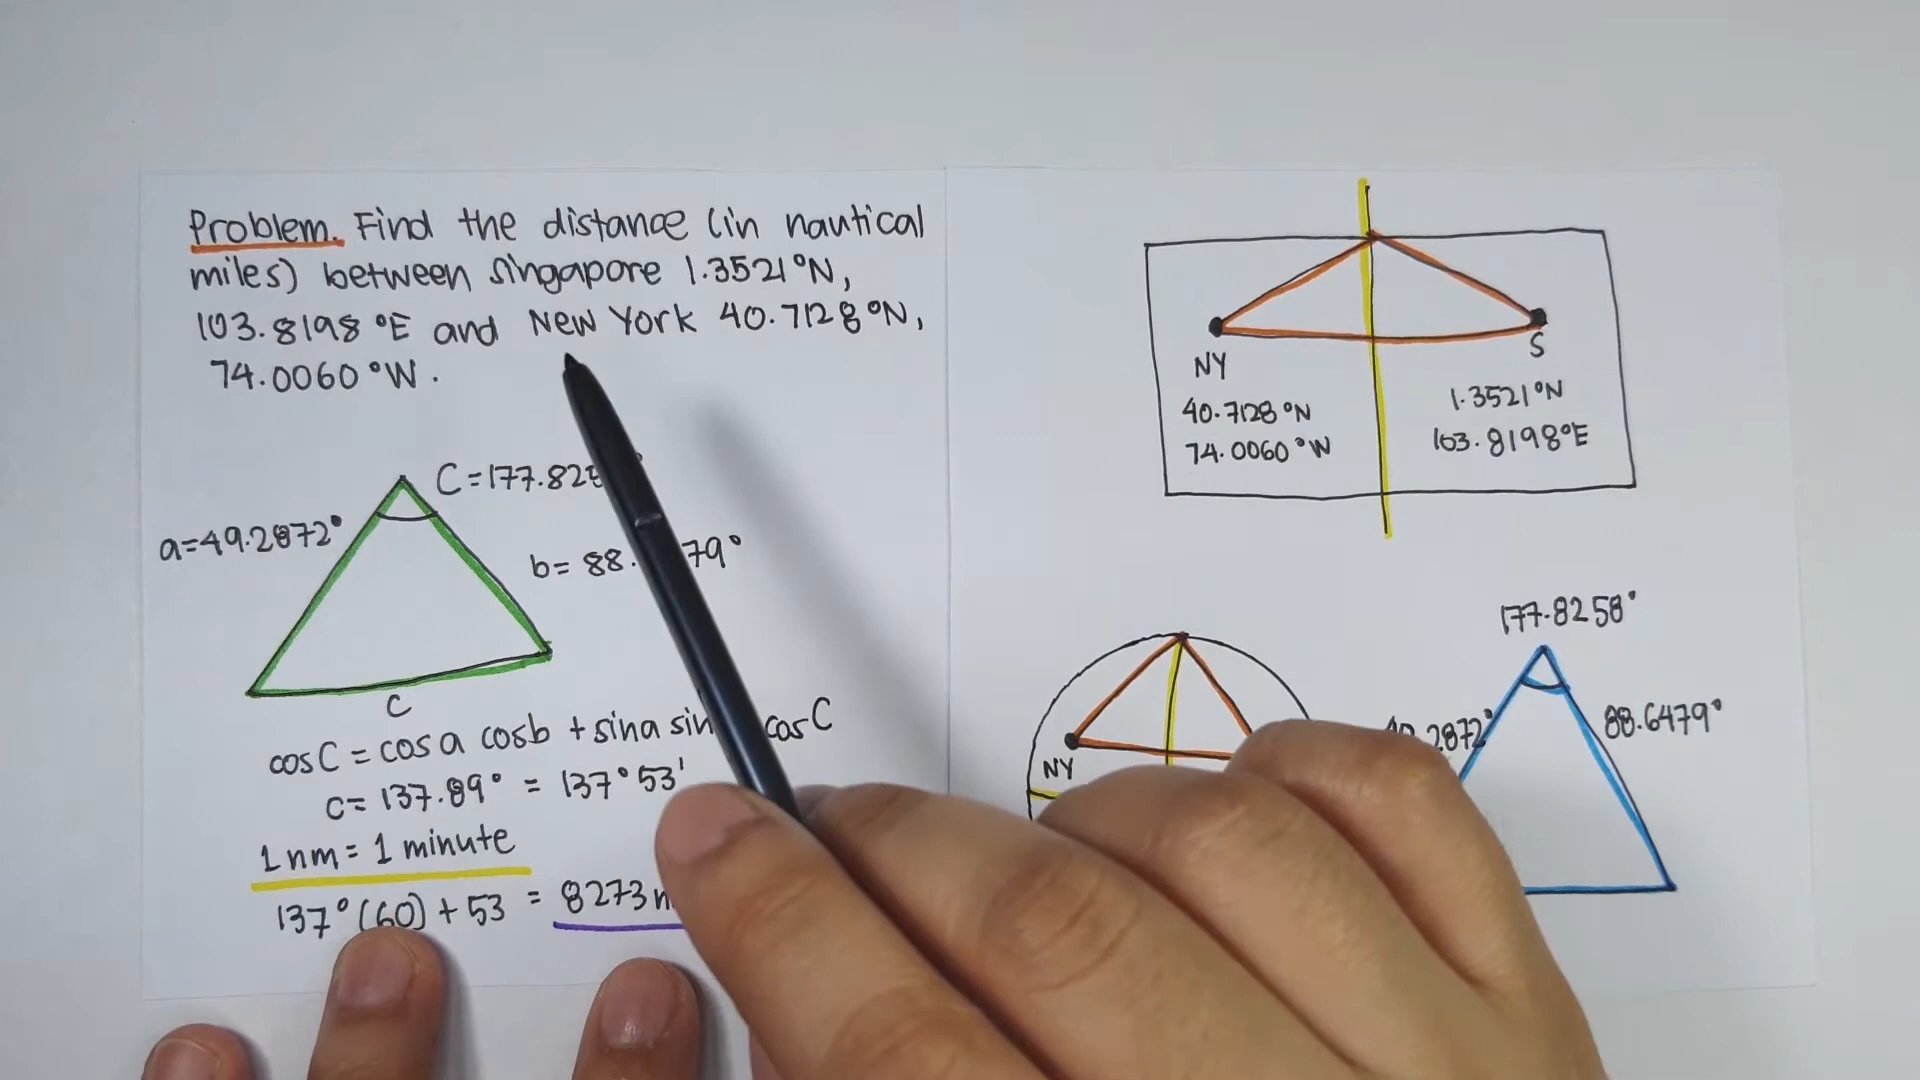 Problem. Find the distance (in nautical
miles) between Singapore 1.3521°N,
103.8198°E and New York 40.7128°N,
74.0060°W.
C=177.82
a=49.2872°
b= 88. 79°
c
cos C = cos a cos b + sin a sin cos C
c= 137.89° = 137°53'
1 nm = 1 minute
137°(60) + 53 = 8273 n
NY
40.7128°N
74.0060°W
S
1.3521°N
103.8198°E
NY
177.8258°
.2872°
88.6479°